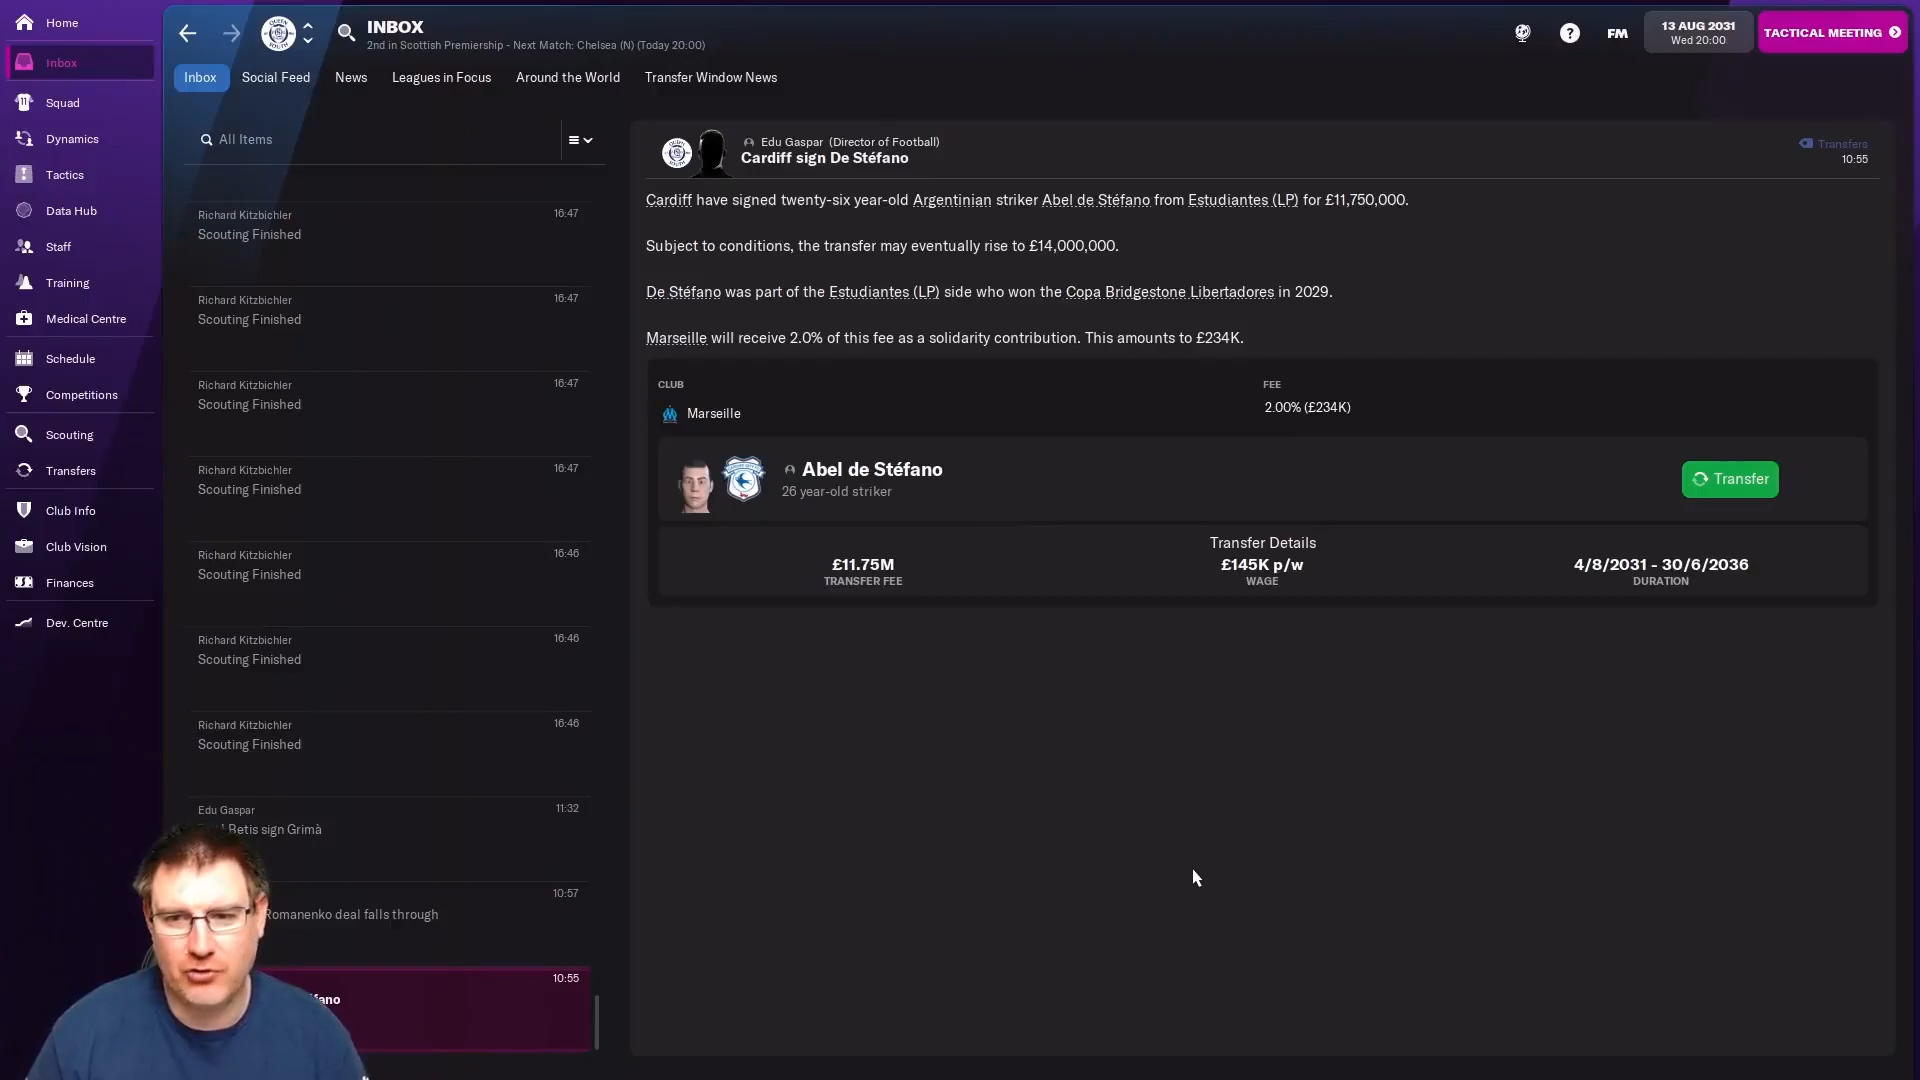 Home
Inbox
Squad
Dynamics
Tactics
Data Hub
Staff
Training
Medical Centre
Schedule
Competitions
Scouting
Transfers
Club Info
Club Vision
Finances
Dev. Centre
INBOX
2nd in Scottish Premiership - Next Match: Chelsea (N) (Today 20:00)
FM
13 AUG 2031
Wed 20:00
TACTICAL MEETING
Inbox
Social Feed
News
Leagues in Focus
Around the World
Transfer Window News
All Items
Richard Kitzbichler 16:47
Scouting Finished
Richard Kitzbichler 16:47
Scouting Finished
Richard Kitzbichler 16:47
Scouting Finished
Richard Kitzbichler 16:47
Scouting Finished
Richard Kitzbichler 16:46
Scouting Finished
Richard Kitzbichler 16:46
Scouting Finished
Richard Kitzbichler 16:46
Scouting Finished
Edu Gaspar 11:32
Betis sign Grimà
10:57
Romanenko deal falls through
10:55
Edu Gaspar (Director of Football)
Cardiff sign De Stéfano
Transfers
10:55
Cardiff have signed twenty-six year-old Argentinian striker Abel de Stéfano from Estudiantes (LP) for £11,750,000.
Subject to conditions, the transfer may eventually rise to £14,000,000.
De Stéfano was part of the Estudiantes (LP) side who won the Copa Bridgestone Libertadores in 2029.
Marseille will receive 2.0% of this fee as a solidarity contribution. This amounts to £234K.
CLUB FEE
Marseille 2.00% (£234K)
Abel de Stéfano
26 year-old striker
Transfer
Transfer Details
£11.75M £145K p/w 4/8/2031 - 30/6/2036
TRANSFER FEE WAGE DURATION